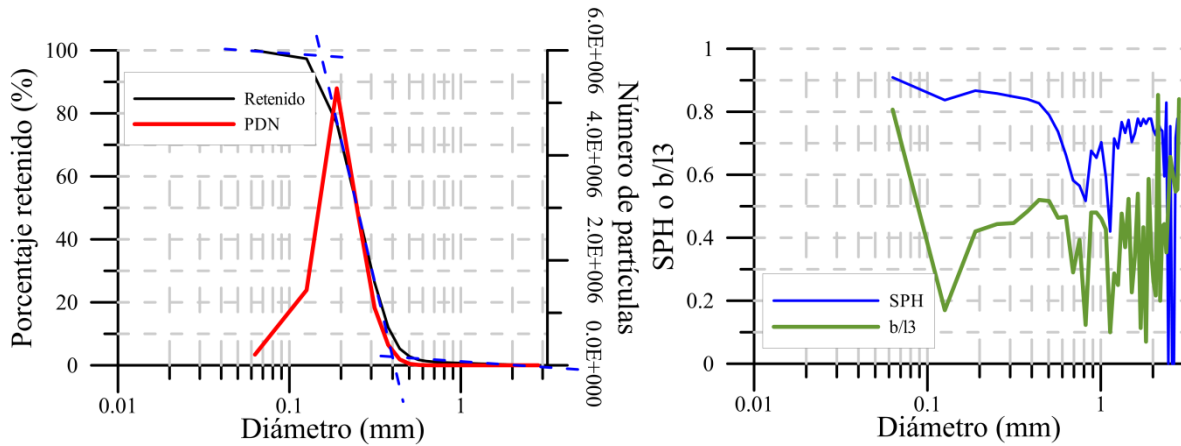 Porcentaje retenido (%)
100
80
60
40
20
0
Retenido
PDN
0.01
0.1
1
Diámetro (mm)
6.0E+006
4.0E+006
2.0E+006
0.0E+000
Número de partículas
SPH o b/l3
1
0.8
0.6
0.4
0.2
0
SPH
b/l3
0.01
0.1
1
Diámetro (mm)